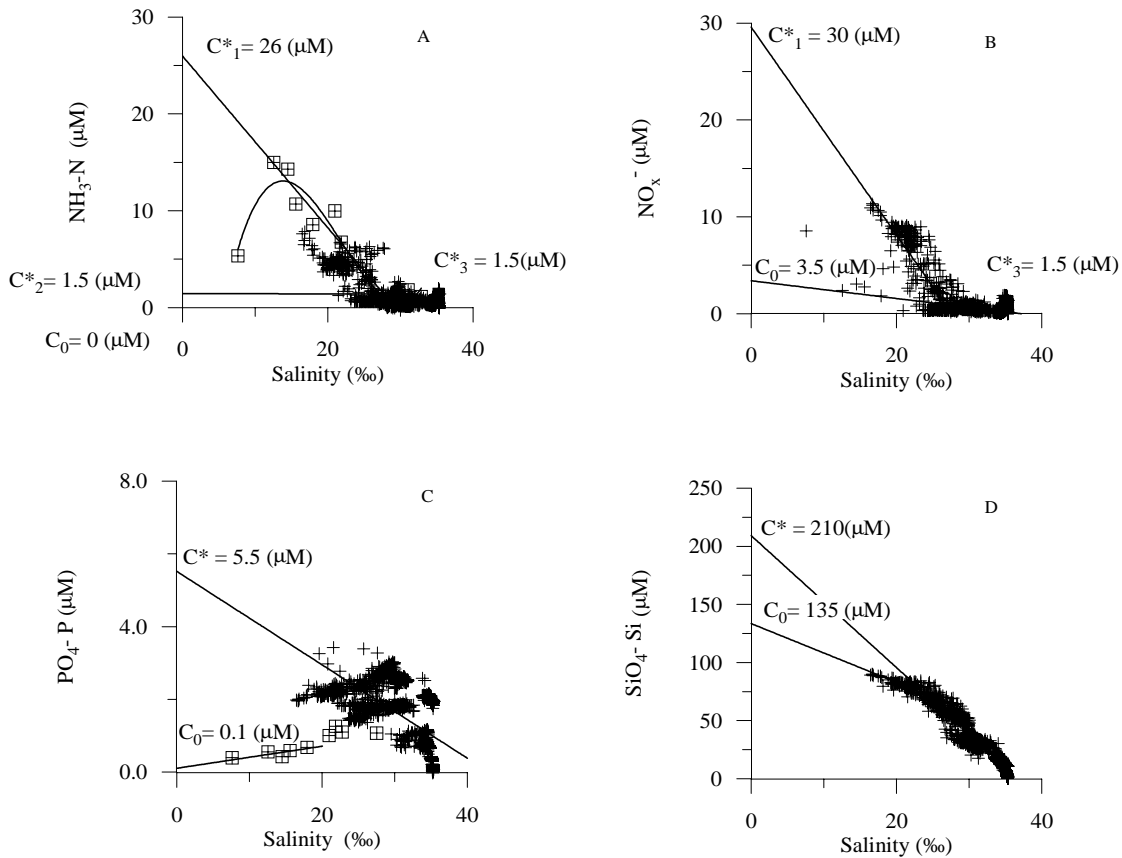 A
C*1= 26 (µM)
NH3-N (µM)
30
20
10
0
C*3 = 1.5(µM)
C*2= 1.5 (µM)
C0= 0 (µM)
0 20 40
Salinity (‰)
B
C*1 = 30 (µM)
NOx- (µM)
30
20
10
0
C0= 3.5 (µM)
C*3= 1.5 (µM)
0 20 40
Salinity (‰)
C
C* = 5.5 (µM)
PO4- P (µM)
8.0
4.0
0.0
C0= 0.1 (µM)
0 20 40
Salinity (‰)
D
C* = 210(µM)
C0= 135 (µM)
SiO4- Si (µM)
250
200
150
100
50
0
0 20 40
Salinity (‰)